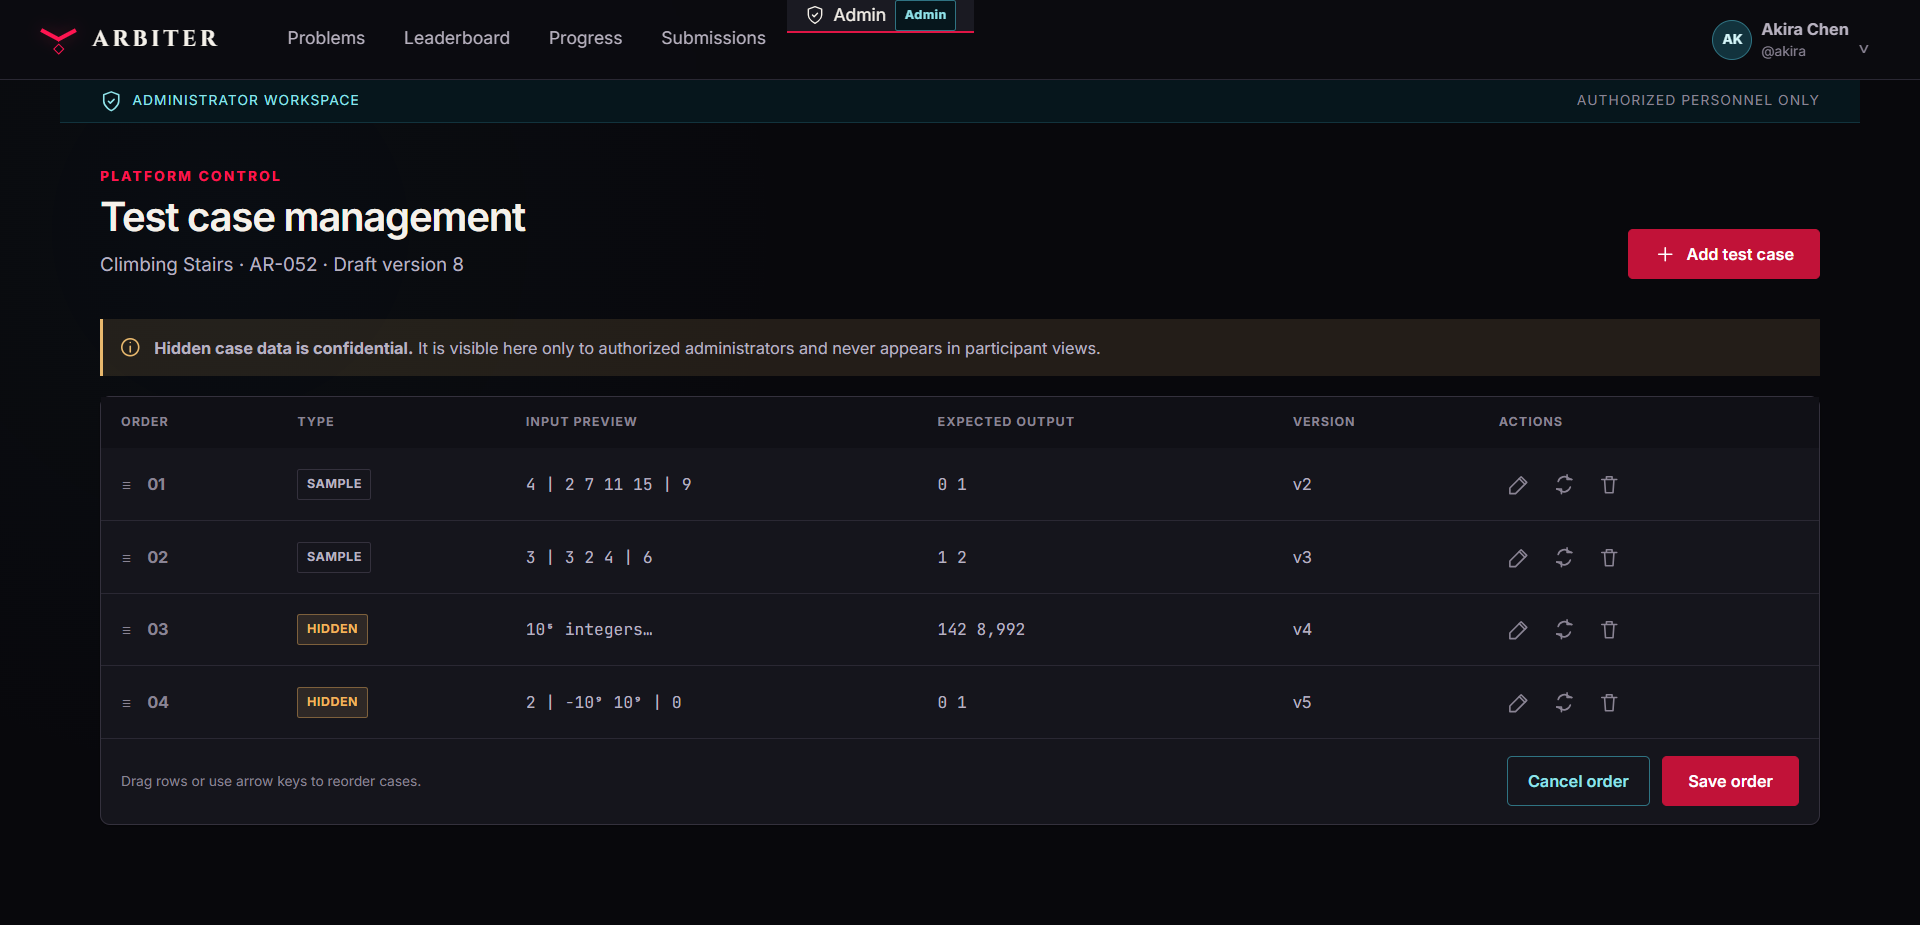 ARBITER
Problems
Leaderboard
Progress
Submissions
Admin Admin
AK
Akira Chen
@akira
ADMINISTRATOR WORKSPACE
AUTHORIZED PERSONNEL ONLY
PLATFORM CONTROL
Test case management
Climbing Stairs · AR-052 · Draft version 8
+ Add test case
Hidden case data is confidential. It is visible here only to authorized administrators and never appears in participant views.
ORDER TYPE INPUT PREVIEW EXPECTED OUTPUT VERSION ACTIONS
01 SAMPLE 4 | 2 7 11 15 | 9 0 1 v2
02 SAMPLE 3 | 3 2 4 | 6 1 2 v3
03 HIDDEN 10⁵ integers… 142 8,992 v4
04 HIDDEN 2 | -10⁹ 10⁹ | 0 0 1 v5
Drag rows or use arrow keys to reorder cases.
Cancel order
Save order